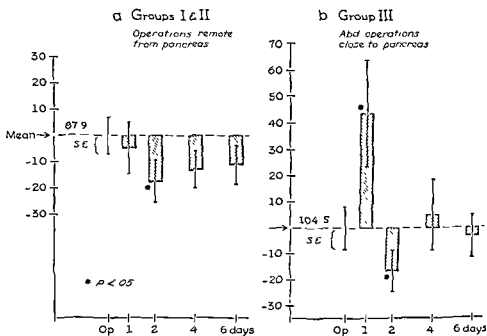 a Groups I & II
Operations remote
from pancreas
30
20
10
Mean→
87.9
S E
-10
-20
-30
*
* P < .05
Op 1 2 4 6 days
b Group III
Abd operations
close to pancreas
70
60
50
40
30
20
10
104.5
S E
-10
-20
-30
*
*
Op 1 2 4 6 days